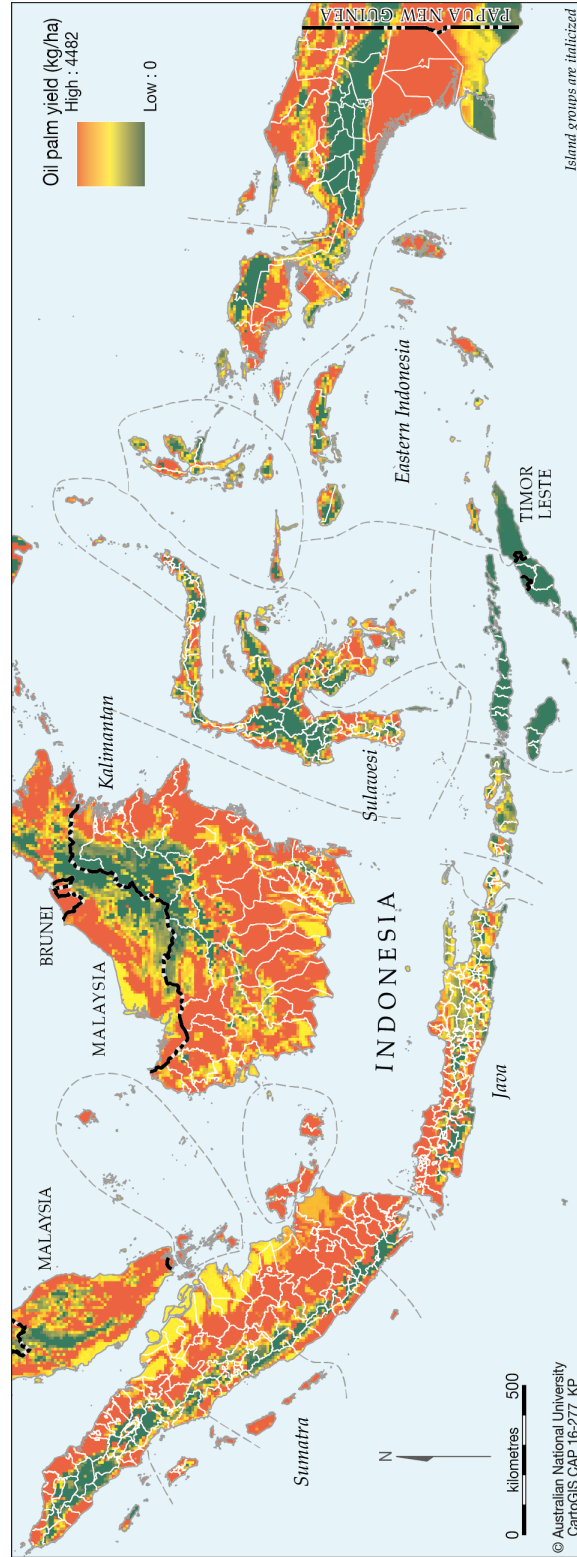 Oil palm yield (kg/ha)
High : 4482
Low : 0
MALAYSIA
BRUNEI
MALAYSIA
Kalimantan
PAPUA NEW GUINEA
Sumatra
INDONESIA
Sulawesi
Eastern Indonesia
Java
TIMOR
LESTE
N
0 500
kilometres
© Australian National University
CartoGIS CAP 16-277_KP
Island groups are italicized